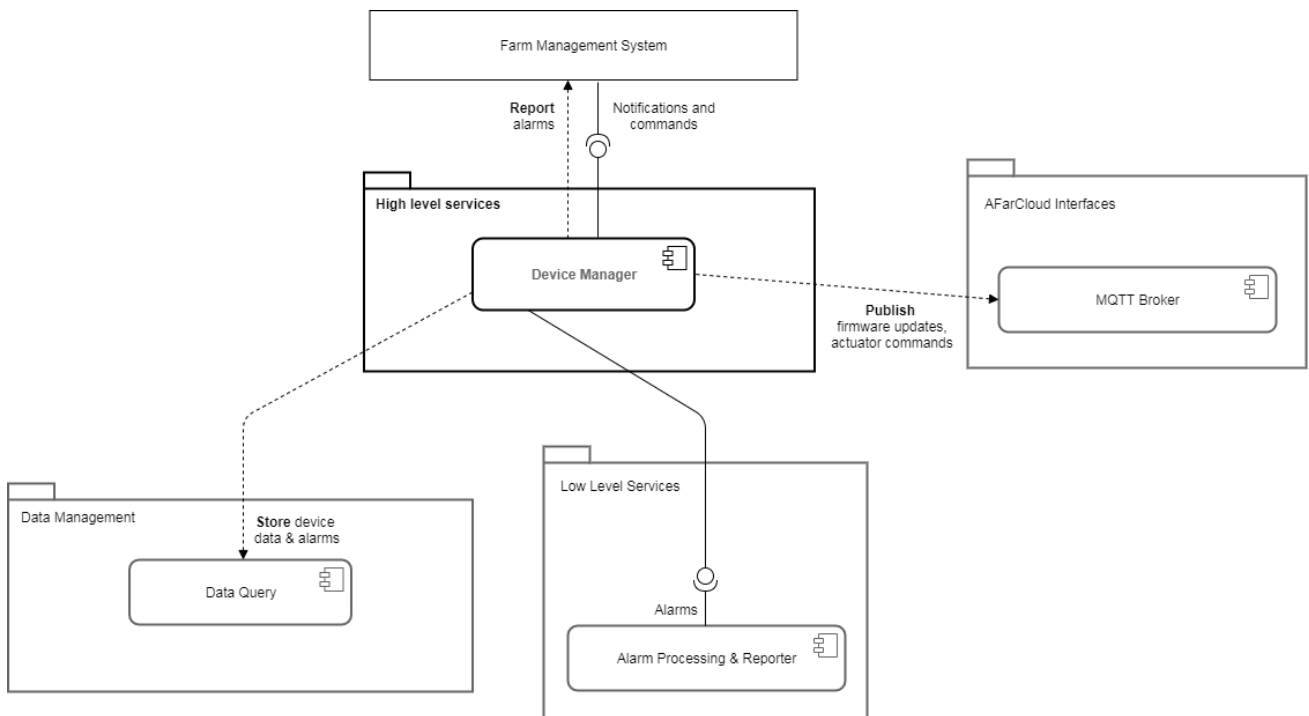 Farm Management System
Report
alarms
Notifications and
commands
High level services
Device Manager
AFarCloud Interfaces
MQTT Broker
Publish
firmware updates,
actuator commands
Data Management
Store device
data & alarms
Data Query
Low Level Services
Alarms
Alarm Processing & Reporter